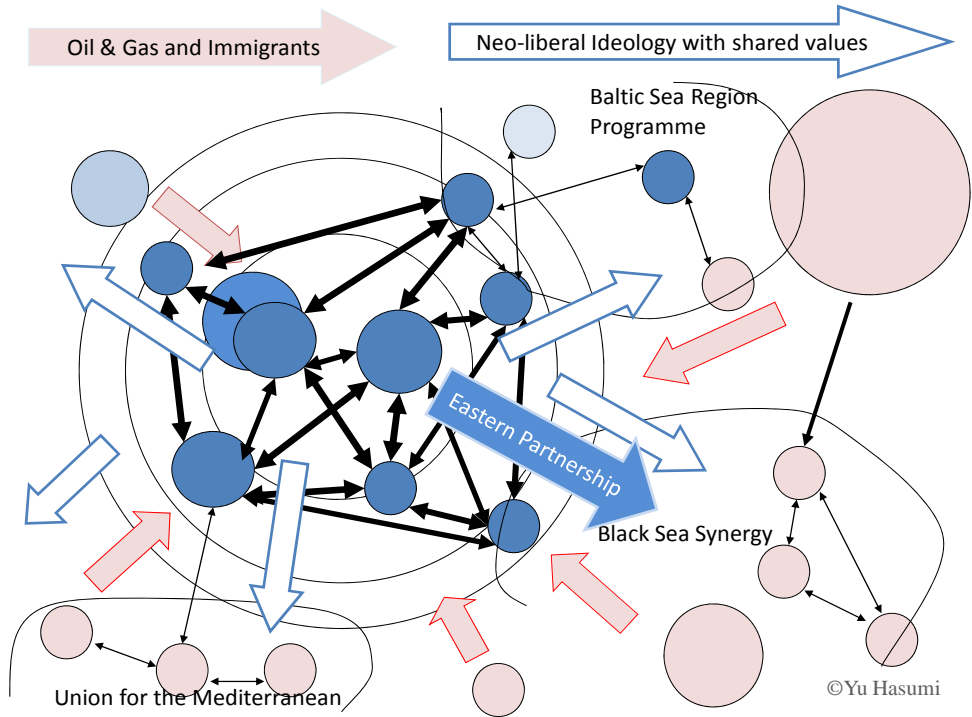 Oil & Gas and Immigrants
Neo-liberal Ideology with shared values
Baltic Sea Region
Programme
Eastern Partnership
Black Sea Synergy
Union for the Mediterranean
©Yu Hasumi